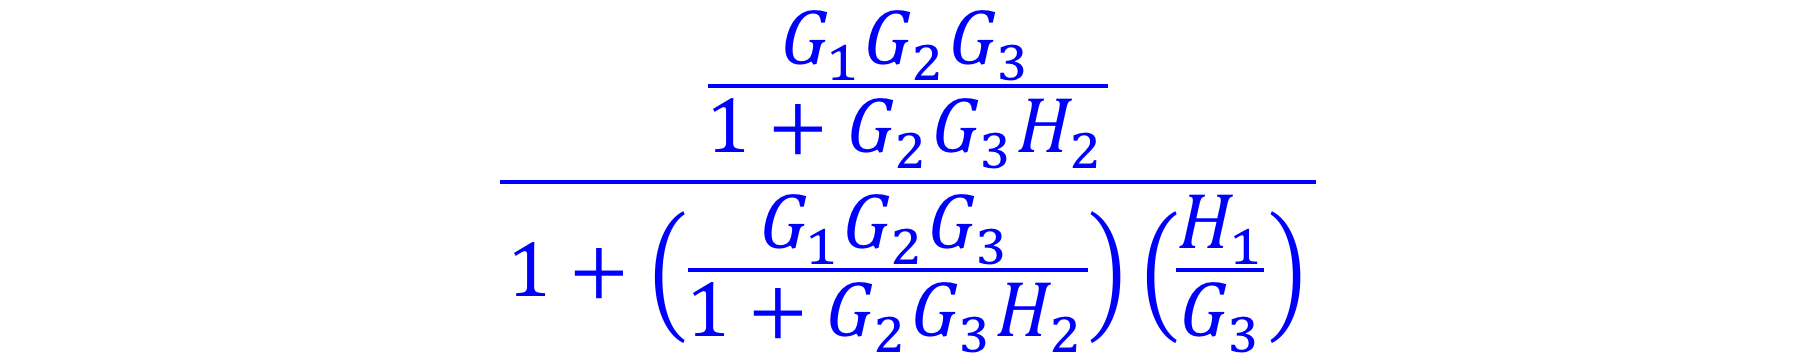 G₁G₂G₃
1 + G₂G₃H₂
1 + (G₁G₂G₃ / 1 + G₂G₃H₂) (H₁ / G₃)